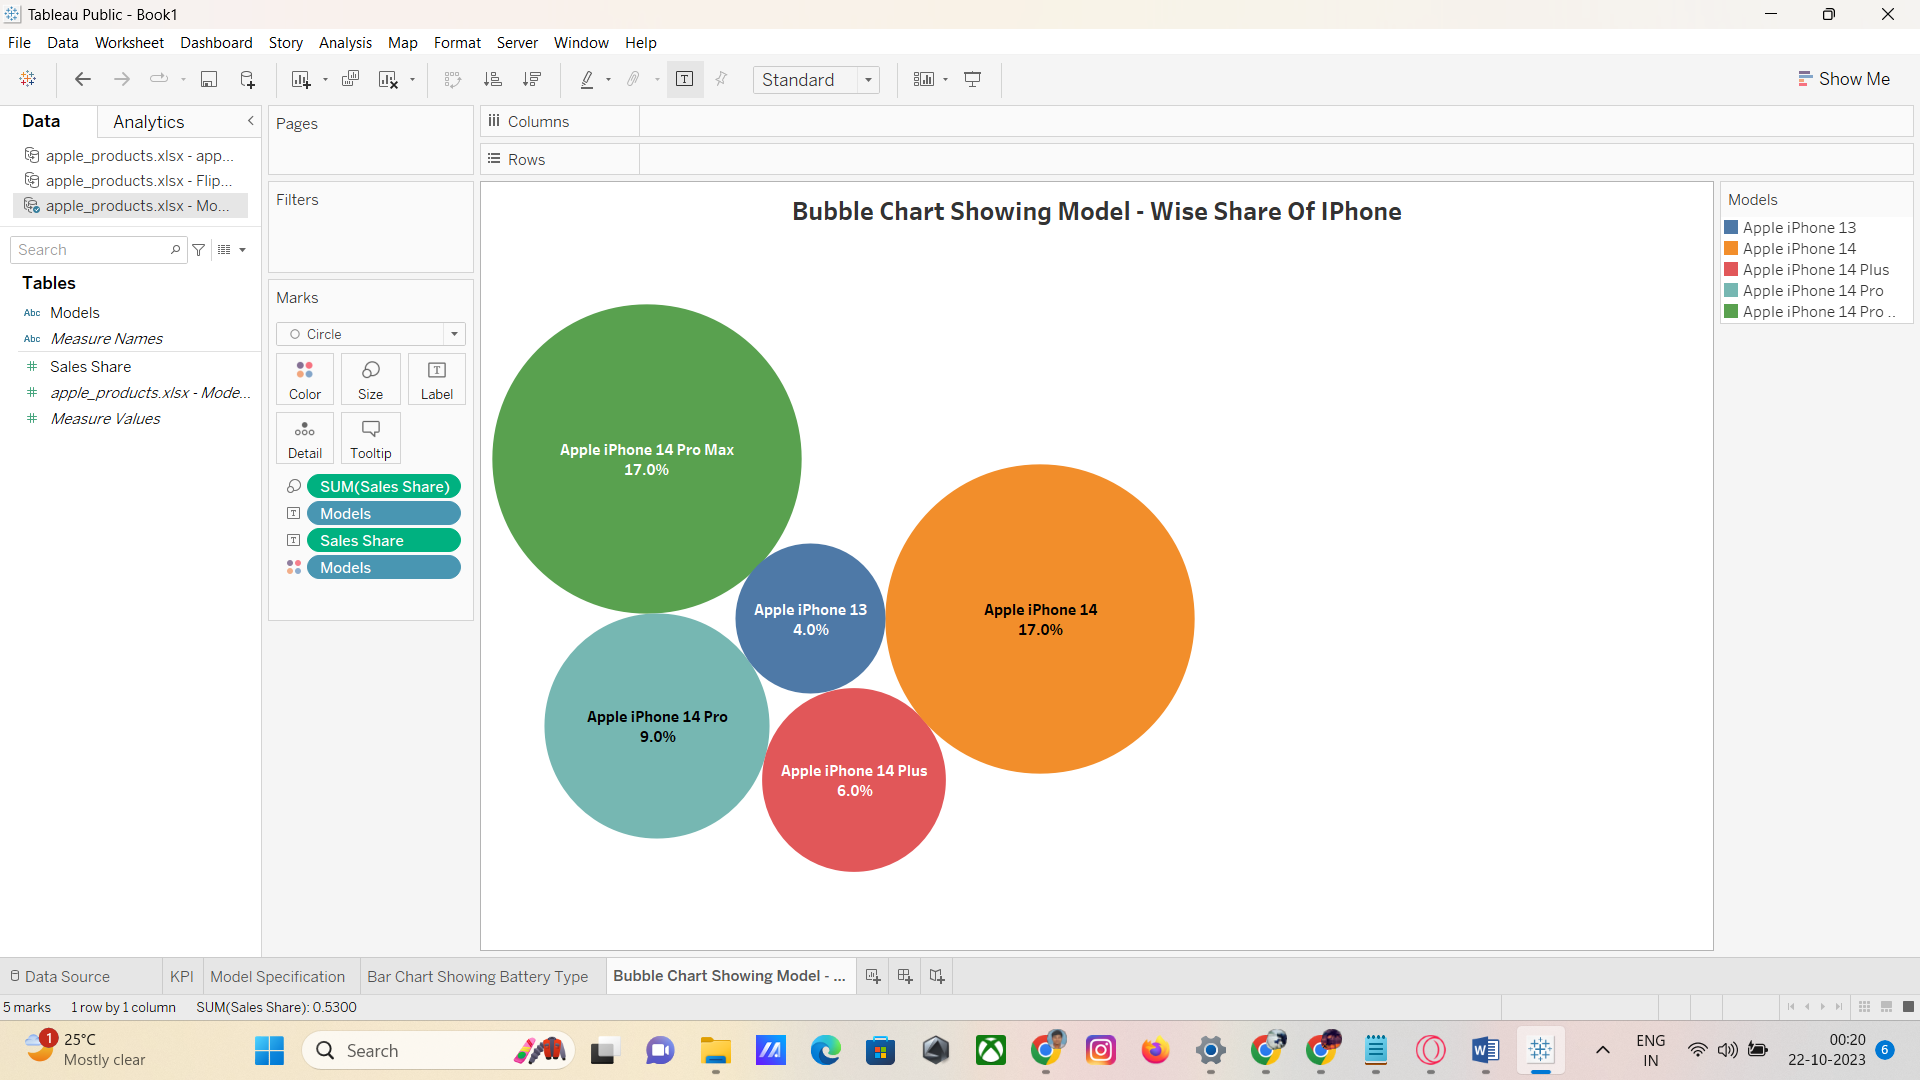 Tableau Public - Book1
File Data Worksheet Dashboard Story Analysis Map Format Server Window Help
Standard
Show Me
Data Analytics
apple_products.xlsx - app...
apple_products.xlsx - Flip...
apple_products.xlsx - Mo...
Search
Tables
Abc Models
Abc Measure Names
Sales Share
apple_products.xlsx - Mode...
Measure Values
Pages
Filters
Marks
Circle
Color Size Label
Detail Tooltip
SUM(Sales Share)
Models
Sales Share
Models
Columns
Rows
Bubble Chart Showing Model - Wise Share Of IPhone
Apple iPhone 14 Pro Max
17.0%
Apple iPhone 13
4.0%
Apple iPhone 14
17.0%
Apple iPhone 14 Pro
9.0%
Apple iPhone 14 Plus
6.0%
Models
Apple iPhone 13
Apple iPhone 14
Apple iPhone 14 Plus
Apple iPhone 14 Pro
Apple iPhone 14 Pro ..
Data Source KPI Model Specification Bar Chart Showing Battery Type Bubble Chart Showing Model - ...
5 marks 1 row by 1 column SUM(Sales Share): 0.5300
1
25°C
Mostly clear
Search
ENG
IN
00:20
22-10-2023
6